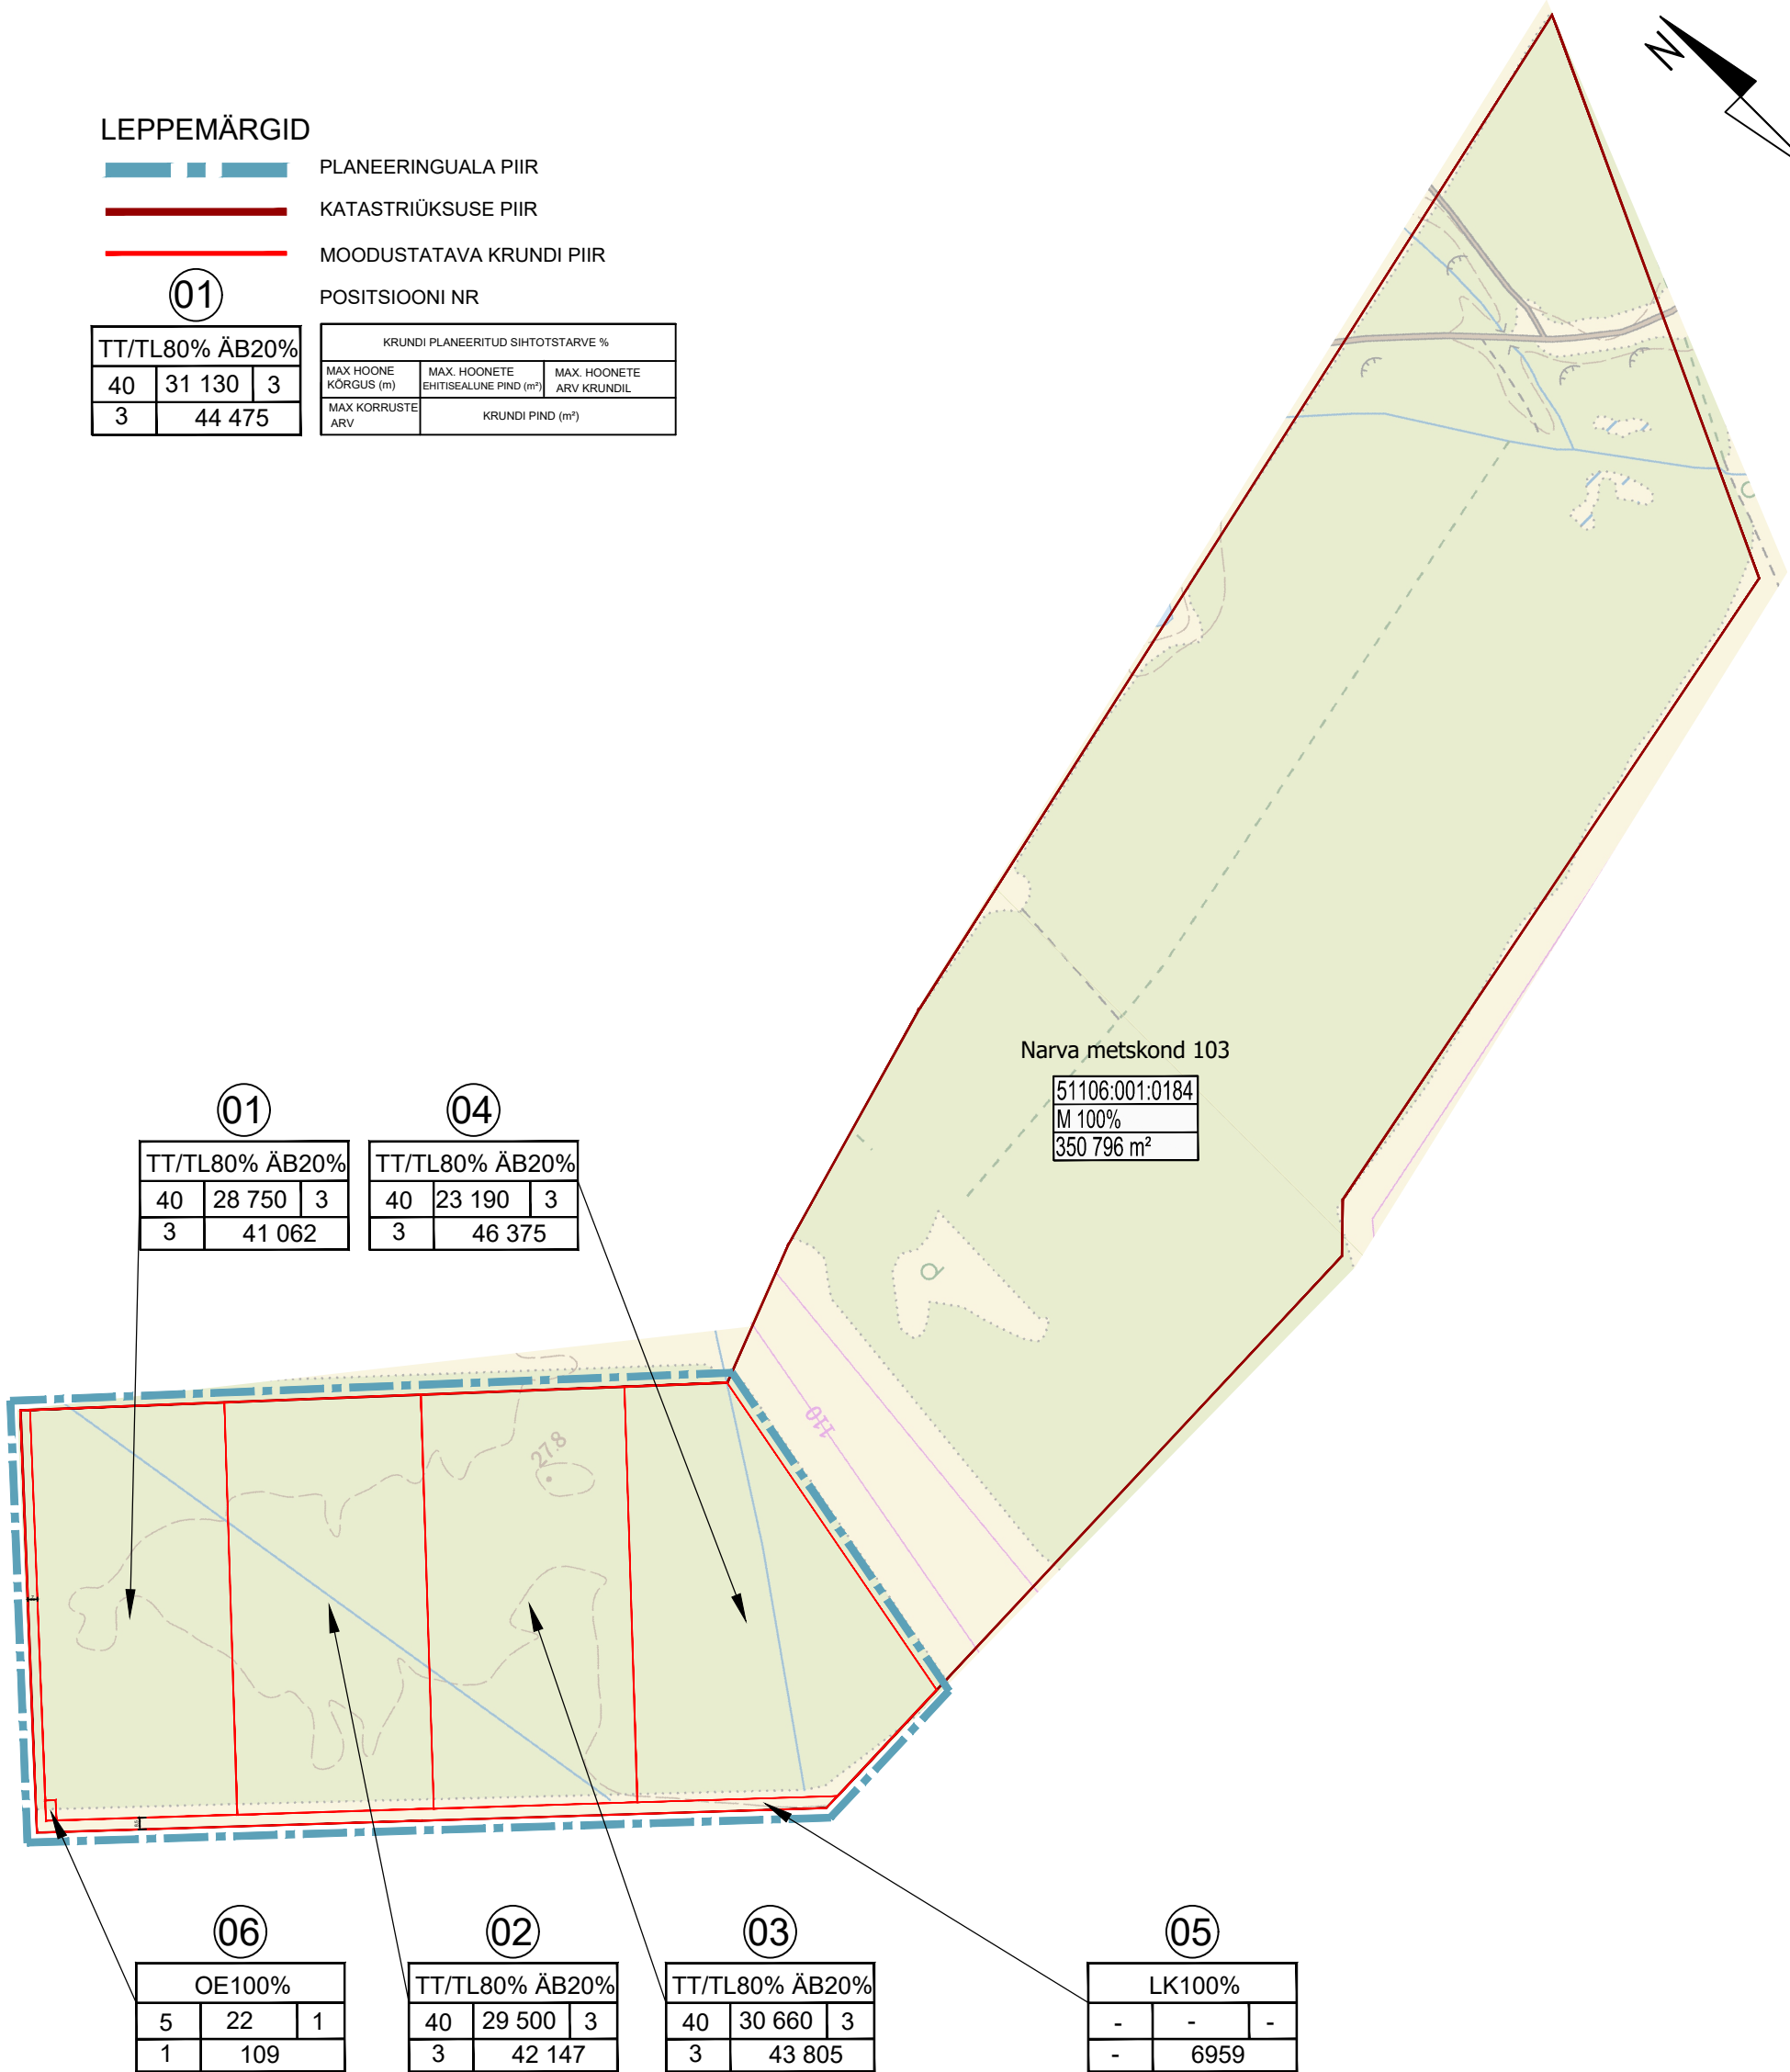 N
LEPPEMÄRGID
PLANEERINGUALA PIIR
KATASTRIÜKSUSE PIIR
MOODUSTATAVA KRUNDI PIIR
01
POSITSIOONI NR
TT/TL80% ÄB20%
40 31 130 3
3 44 475
KRUNDI PLANEERITUD SIHTOTSTARVE %
MAX HOONE
KÕRGUS (m)
MAX. HOONETE
EHITISEALUNE PIND (m²)
MAX. HOONETE
ARV KRUNDIL
MAX KORRUSTE
ARV
KRUNDI PIND (m²)
Narva metskond 103
51106:001:0184
M 100%
350 796 m²
01
TT/TL80% ÄB20%
40 28 750 3
3 41 062
04
TT/TL80% ÄB20%
40 23 190 3
3 46 375
110
27.8
06
OE100%
5 22 1
1 109
02
TT/TL80% ÄB20%
40 29 500 3
3 42 147
03
TT/TL80% ÄB20%
40 30 660 3
3 43 805
05
LK100%
- - -
- 6959